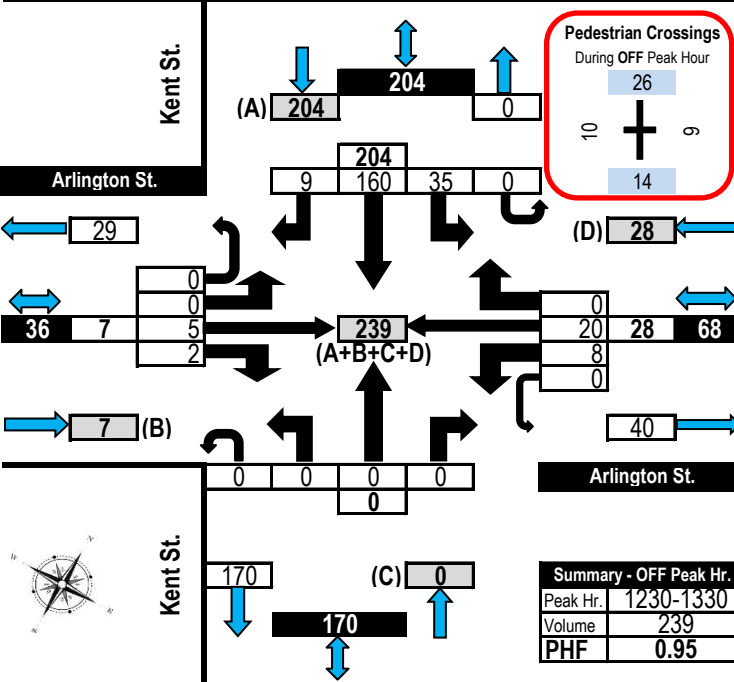 Kent St.
204
(A) 204
0
Pedestrian Crossings
During OFF Peak Hour
26
10
9
14
Arlington St.
204
9 160 35 0
29
(D) 28
0
0
36 7 5
2
239
(A+B+C+D)
0
20 28 68
8
0
7 (B)
40
0 0 0 0
0
Arlington St.
Kent St.
170
(C) 0
170
N
W
Summary - OFF Peak Hr.
Peak Hr. 1230-1330
Volume 239
PHF 0.95